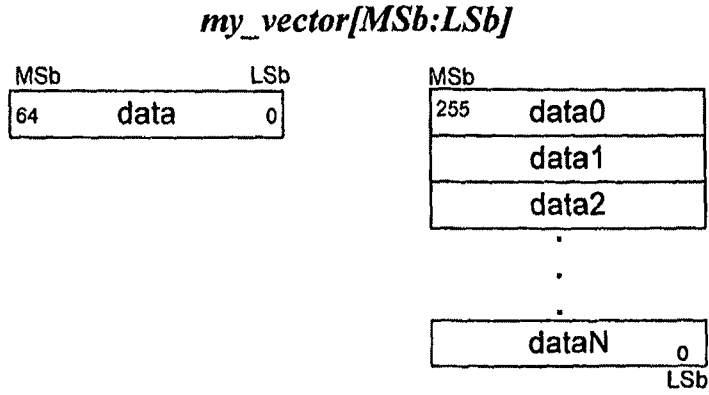 my_vector[MSb:LSb]
MSb LSb
64 data 0
MSb
255 data0
data1
data2
.
.
.
dataN 0
LSb